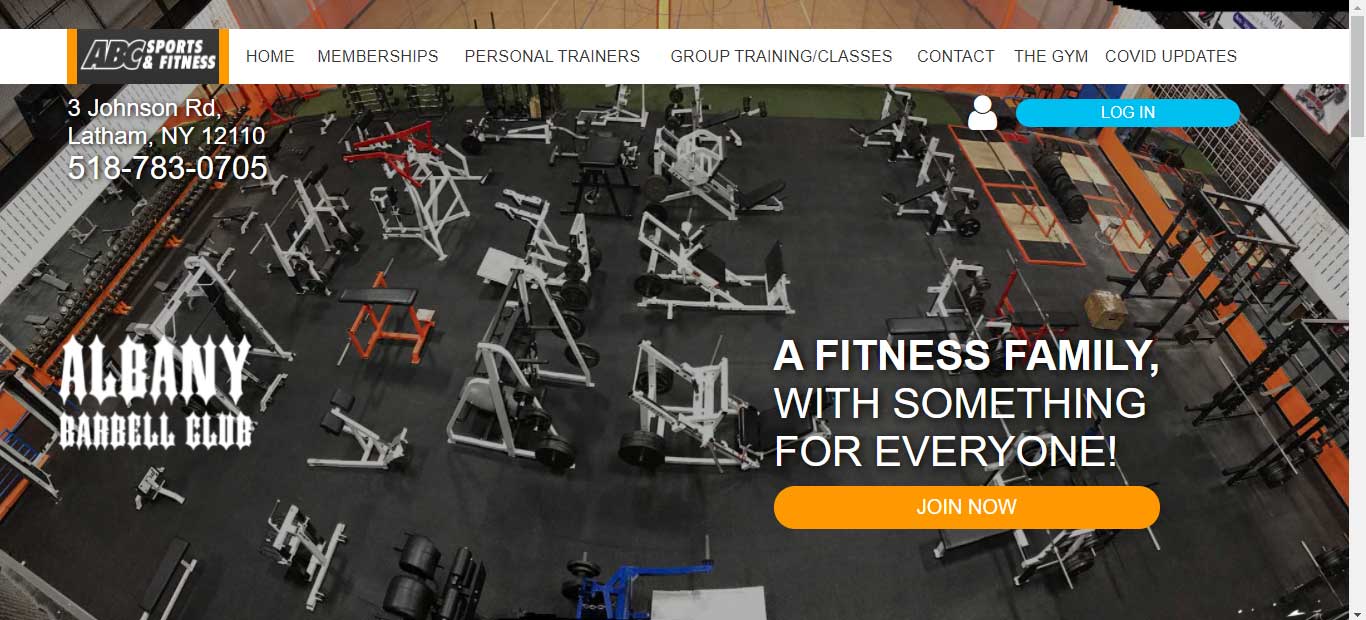 ABC SPORTS & FITNESS
HOME MEMBERSHIPS PERSONAL TRAINERS GROUP TRAINING/CLASSES CONTACT THE GYM COVID UPDATES
3 Johnson Rd,
Latham, NY 12110
518-783-0705
LOG IN
ALBANY
BARBELL CLUB
A FITNESS FAMILY,
WITH SOMETHING
FOR EVERYONE!
JOIN NOW